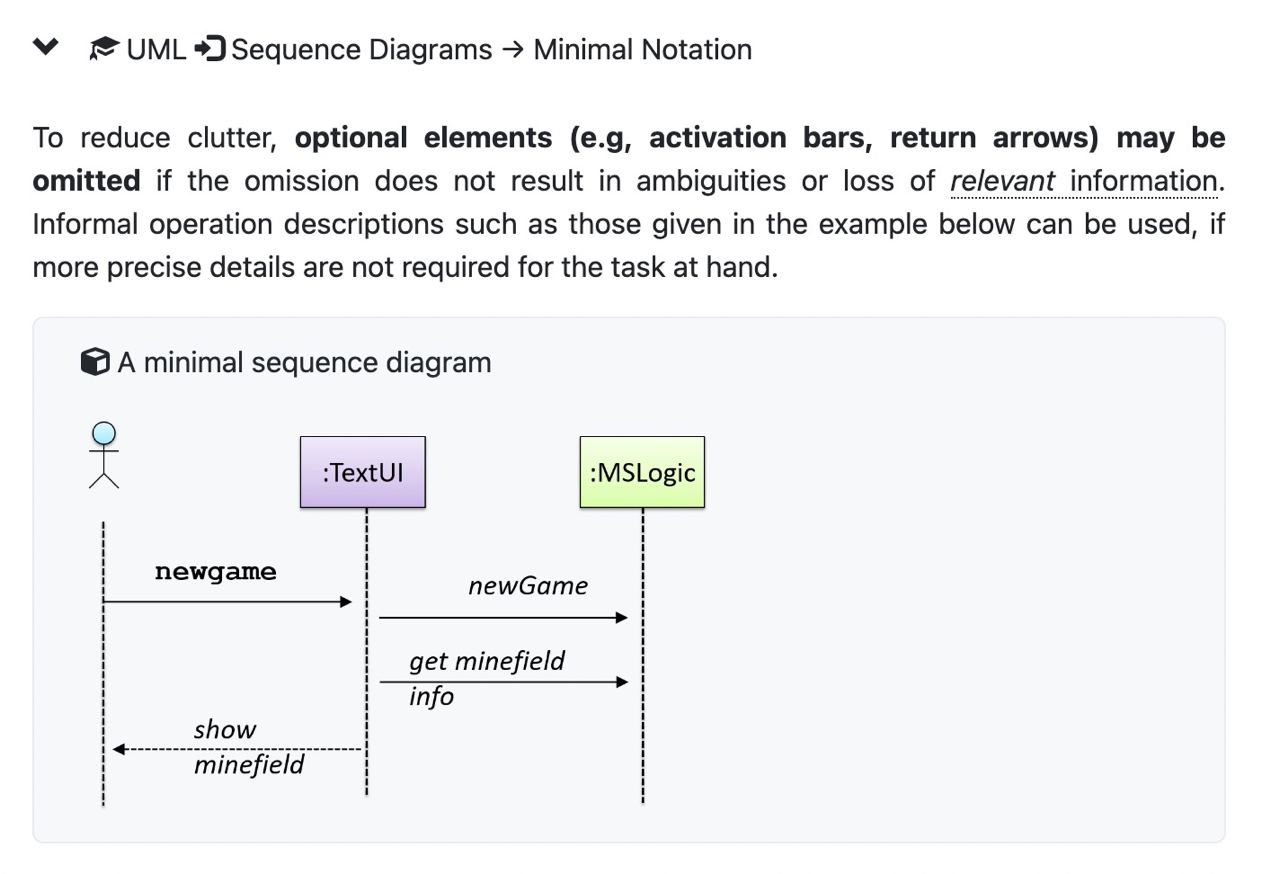 UML Sequence Diagrams → Minimal Notation
To reduce clutter, optional elements (e.g, activation bars, return arrows) may be
omitted if the omission does not result in ambiguities or loss of relevant information.
Informal operation descriptions such as those given in the example below can be used, if
more precise details are not required for the task at hand.
A minimal sequence diagram
:TextUI
:MSLogic
newgame
newGame
get minefield
info
show
minefield